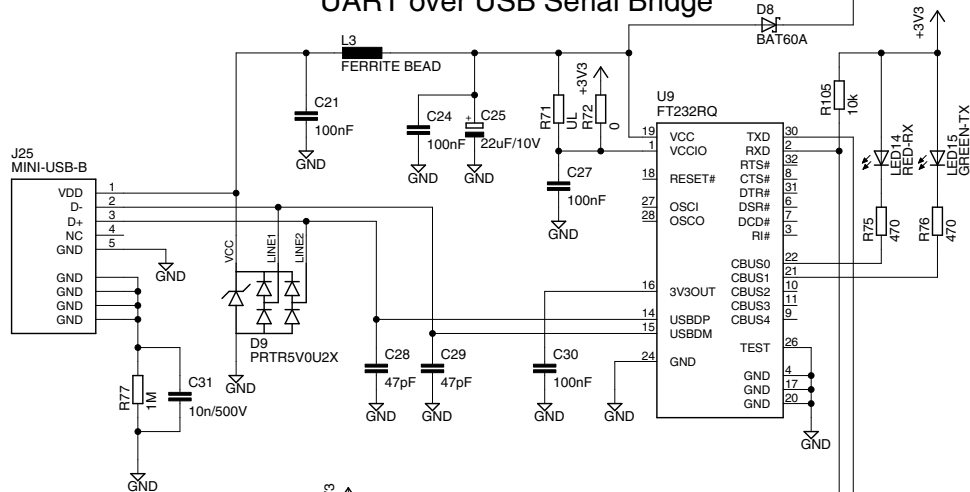 UART over USB Serial Bridge
D8
BAT60A
+3V3
L3
FERRITE BEAD
C21
100nF
GND
C24
100nF
GND
+
C25
22uF/10V
GND
R71
UL
R72
0
+3V3
C27
100nF
GND
U9
FT232RQ
19 VCC
1 VCCIO
18 RESET#
27 OSCI
28 OSCO
16 3V3OUT
14 USBDP
15 USBDM
24 GND
TXD 30
RXD 2
RTS# 32
CTS# 8
DTR# 31
DSR# 6
DCD# 7
RI# 3
CBUS0 22
CBUS1 21
CBUS2 10
CBUS3 11
CBUS4 9
TEST 26
GND 4
GND 17
GND 20
GND
R105
10k
LED14
RED-RX
LED15
GREEN-TX
R75
470
R76
470
J25
MINI-USB-B
VDD 1
D- 2
D+ 3
NC 4
GND 5
GND
GND
GND
GND
GND
VCC
LINE1
LINE2
D9
PRTR5V0U2X
GND
C28
47pF
GND
C29
47pF
GND
C30
100nF
GND
GND
R77
1M
C31
10n/500V
GND